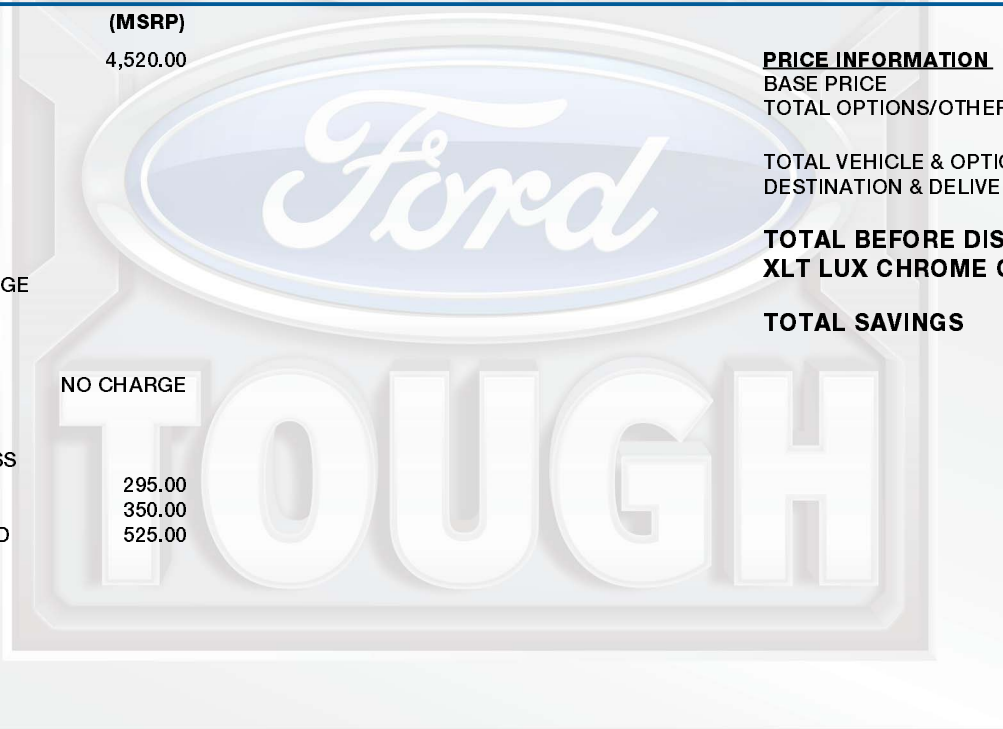 (MSRP)
4,520.00
GE
NO CHARGE
SS
295.00
350.00
D 525.00
Ford
TOUGH
PRICE INFORMATION
BASE PRICE
TOTAL OPTIONS/OTHER
TOTAL VEHICLE & OPTIO
DESTINATION & DELIVE
TOTAL BEFORE DIS
XLT LUX CHROME
TOTAL SAVINGS